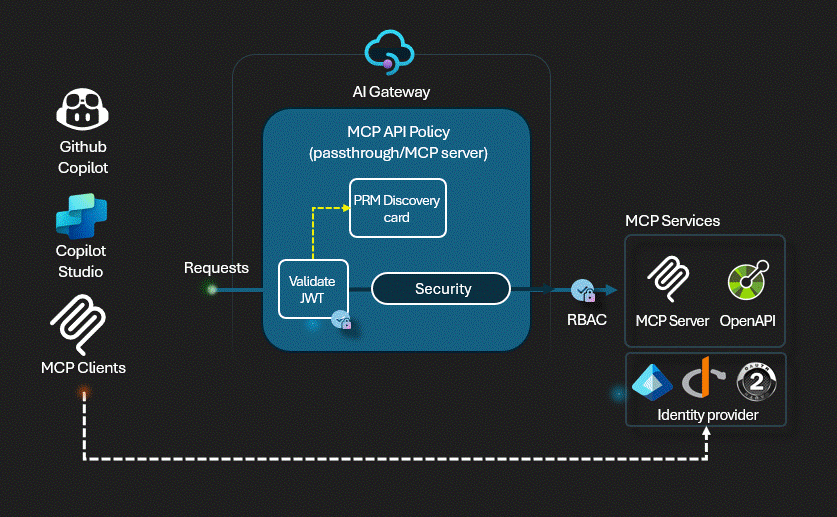 AI Gateway
MCP API Policy
(passthrough/MCP server)
Github
Copilot
PRM Discovery
card
Copilot
Studio
MCP Services
Requests
Validate
JWT
Security
RBAC
MCP Server
OpenAPI
MCP Clients
2
Identity provider